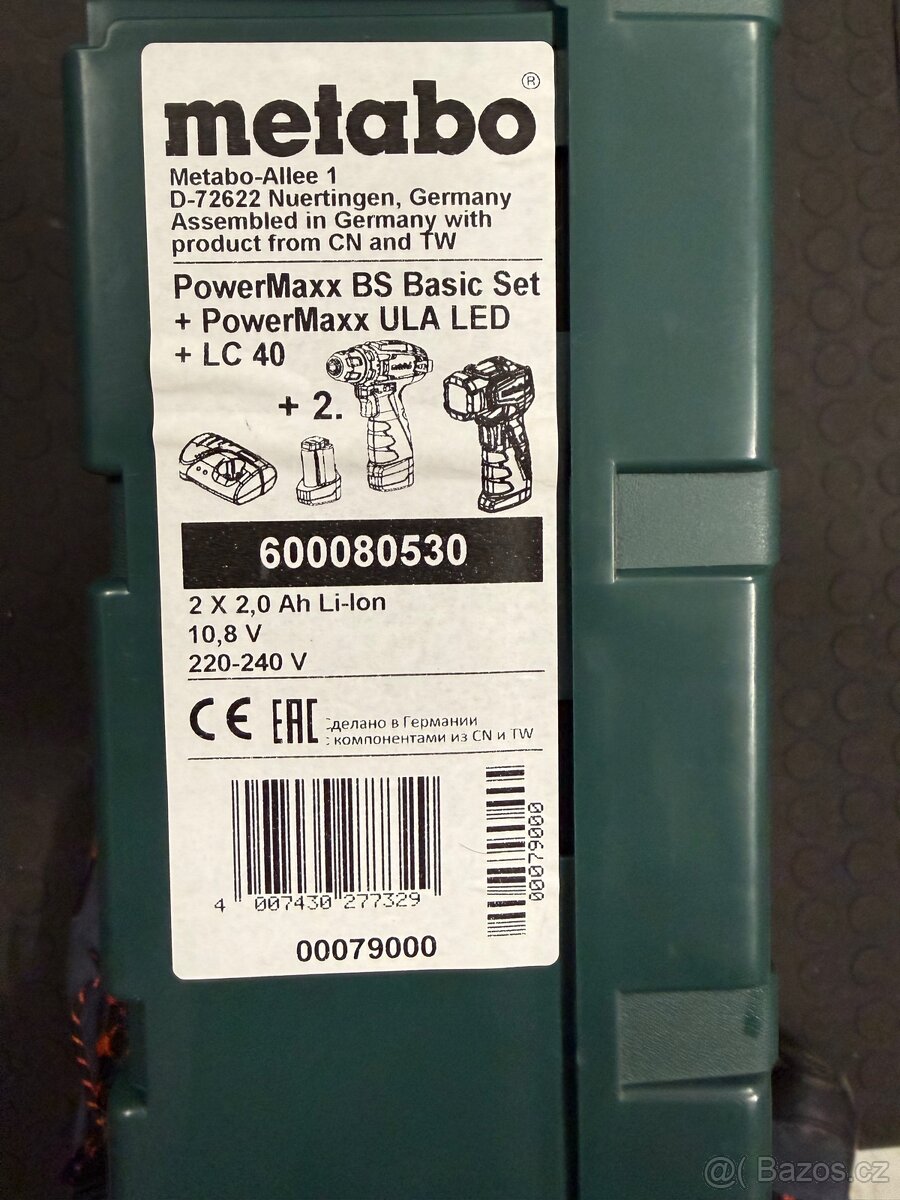 metabo®
Metabo-Allee 1
D-72622 Nuertingen, Germany
Assembled in Germany with
product from CN and TW
PowerMaxx BS Basic Set
+ PowerMaxx ULA LED
+ LC 40
+ 2.
600080530
2 X 2,0 Ah Li-Ion
10,8 V
220-240 V
CE EAC
Сделано в Германии
с компонентами из CN и TW
4 007430 277329
00079000
00079000
@( Bazos.cz